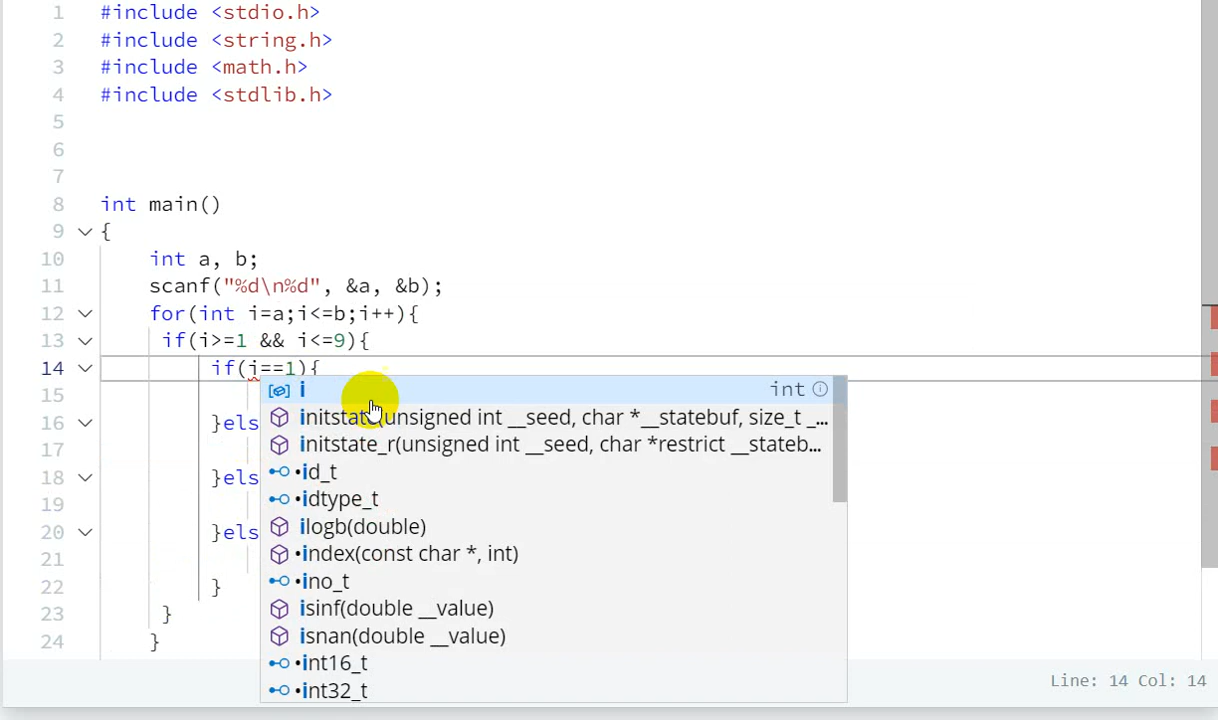 1 #include <stdio.h>
2 #include <string.h>
3 #include <math.h>
4 #include <stdlib.h>
5
6
7
8 int main()
9 {
10 int a, b;
11 scanf("%d\n%d", &a, &b);
12 for(int i=a;i<=b;i++){
13 if(i>=1 && i<=9){
14 if(i==1){
15 i int
16 }els initstate(unsigned int __seed, char *__statebuf, size_t _...
17 initstate_r(unsigned int __seed, char *restrict __stateb...
18 }els •id_t
19 •idtype_t
20 }els ilogb(double)
21 •index(const char *, int)
22 } •ino_t
23 } isinf(double __value)
24 } isnan(double __value)
•int16_t
•int32_t
Line: 14 Col: 14